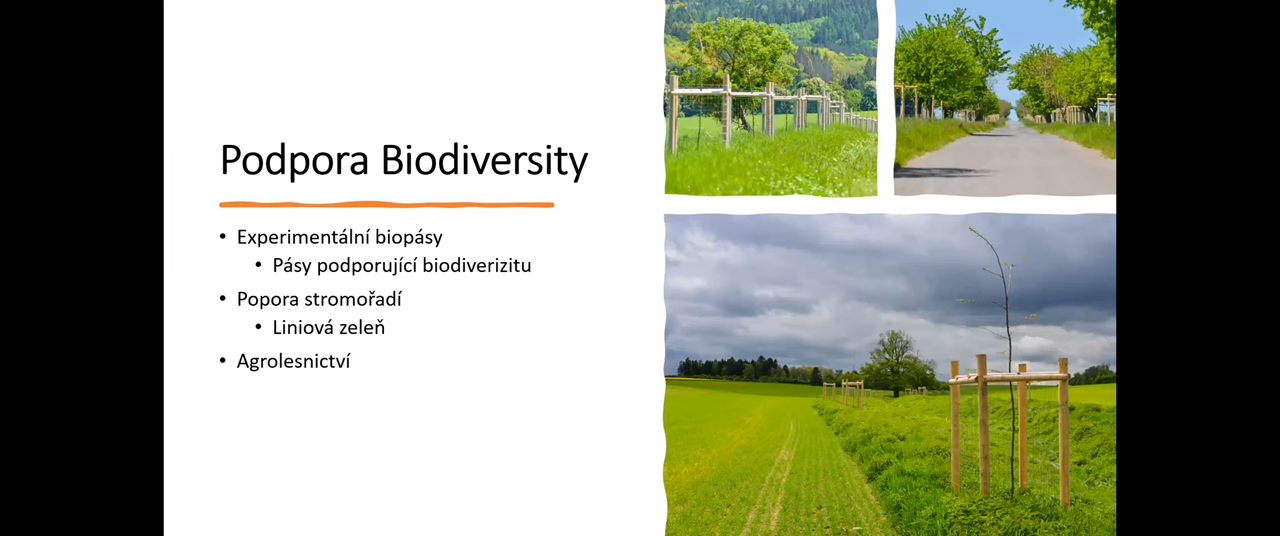 Podpora Biodiversity
• Experimentální biopásy
• Pásy podporující biodiverizitu
• Popora stromořadí
• Liniová zeleň
• Agrolesnictví